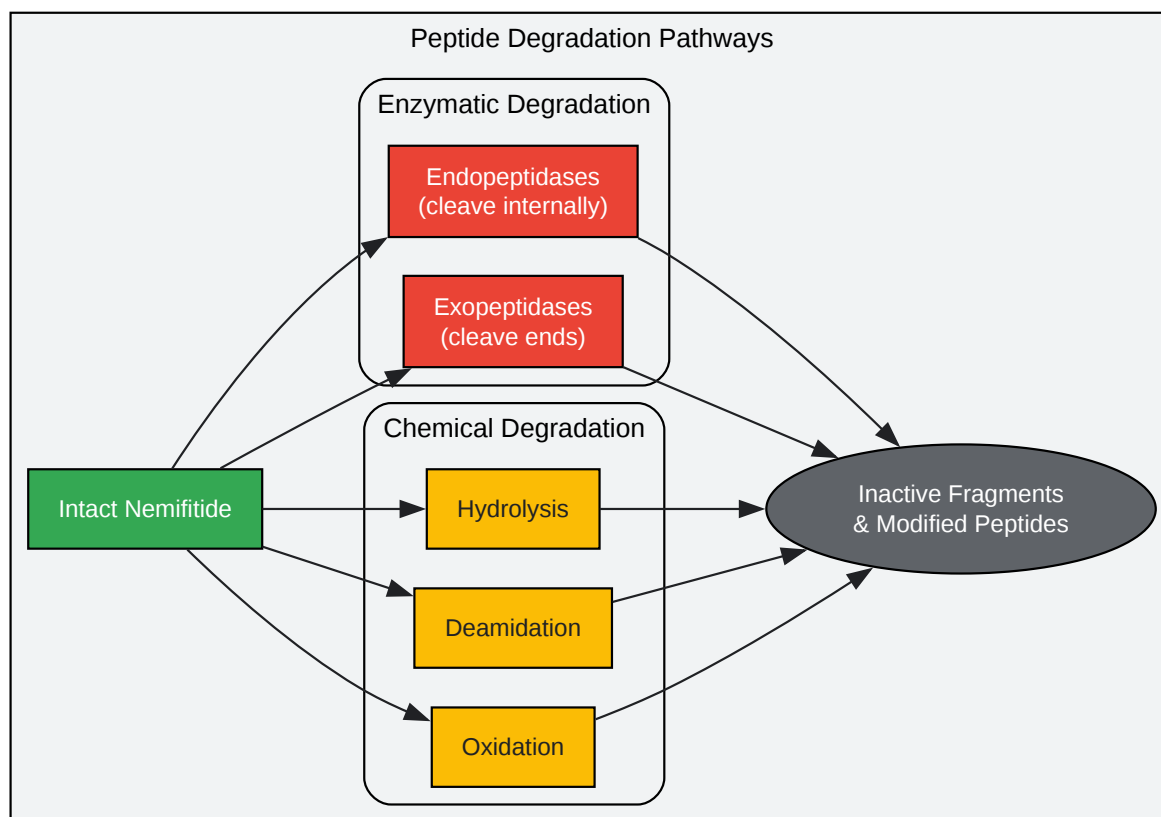 Peptide Degradation Pathways
Enzymatic Degradation
Endopeptidases
(cleave internally)
Exopeptidases
(cleave ends)
Chemical Degradation
Intact Nemifitide
Hydrolysis
Inactive Fragments
& Modified Peptides
Deamidation
Oxidation